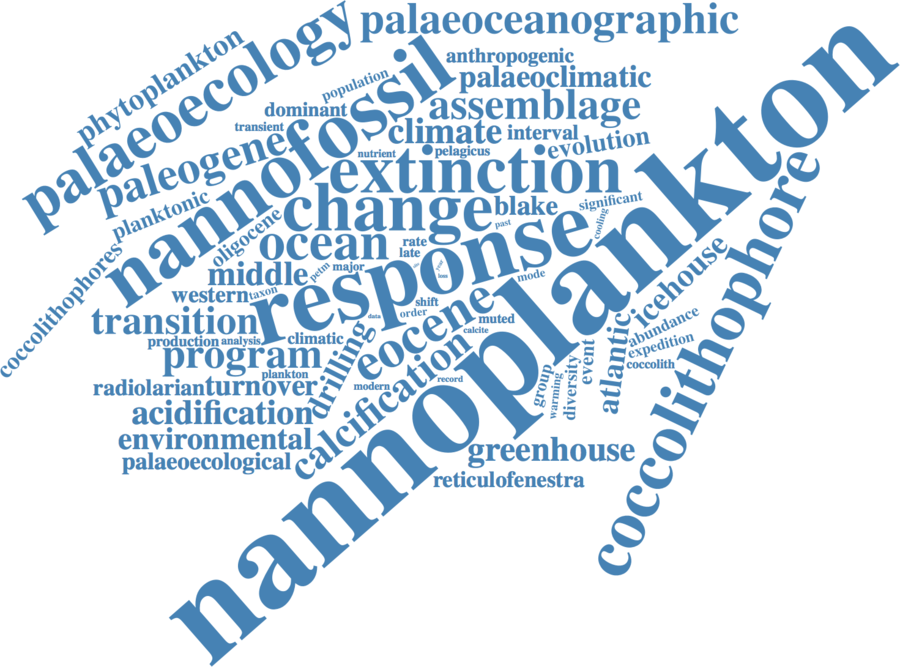 palaeoceanographic
nannoplankton
palaeoecology
phytoplankton
nannofossil
anthropogenic
population
palaeoclimatic
dominant
assemblage
transient
climate
interval
paleogene
evolution
nutrient
pelagicus
extinction
coccolithophore
planktonic
change
blake
significant
cooling
past
oligocene
ocean
response
rate
late
coccolithophores
middle
petm
major
year
loss
mode
icehouse
western
taxon
eocene
shift
order
data
muted
transition
calcite
abundance
production
analysis
climatic
atlantic
expedition
program
drilling
event
coccolith
plankton
record
group
warming
diversity
radiolarian
turnover
modern
calcification
acidification
environmental
greenhouse
palaeoecological
reticulofenestra